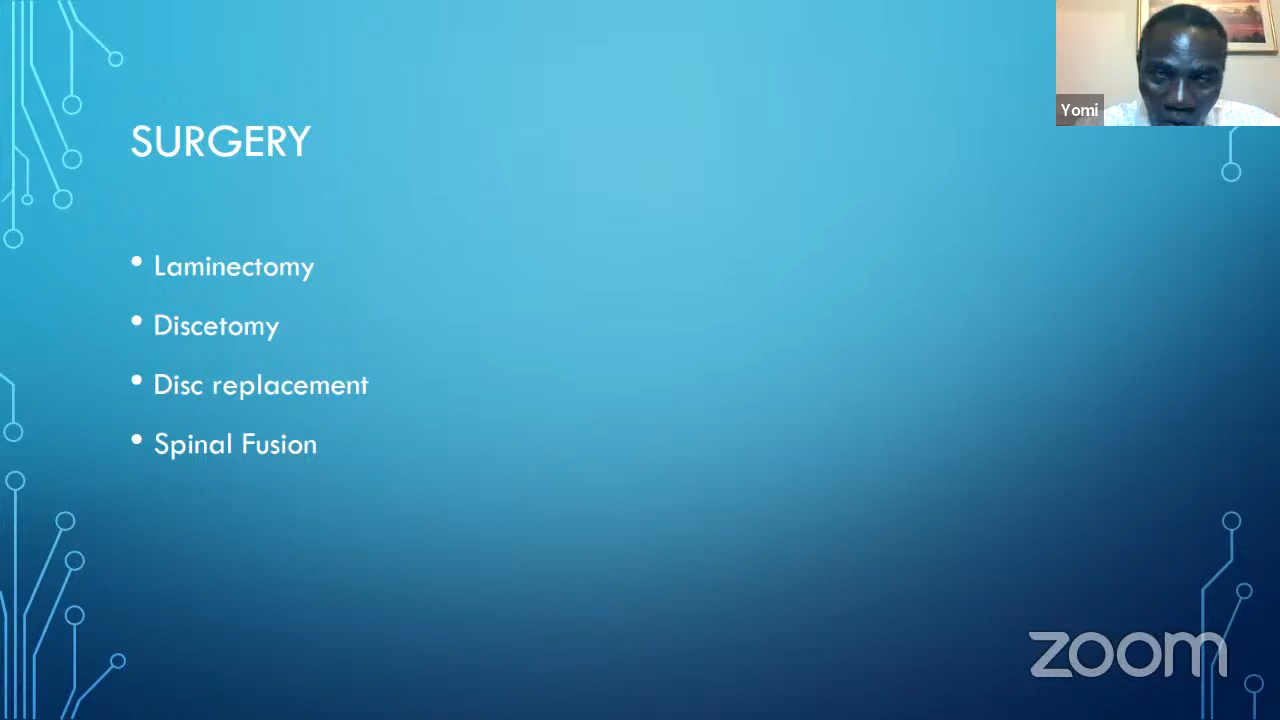 Yomi
SURGERY
• Laminectomy
• Discetomy
• Disc replacement
• Spinal Fusion
zoom